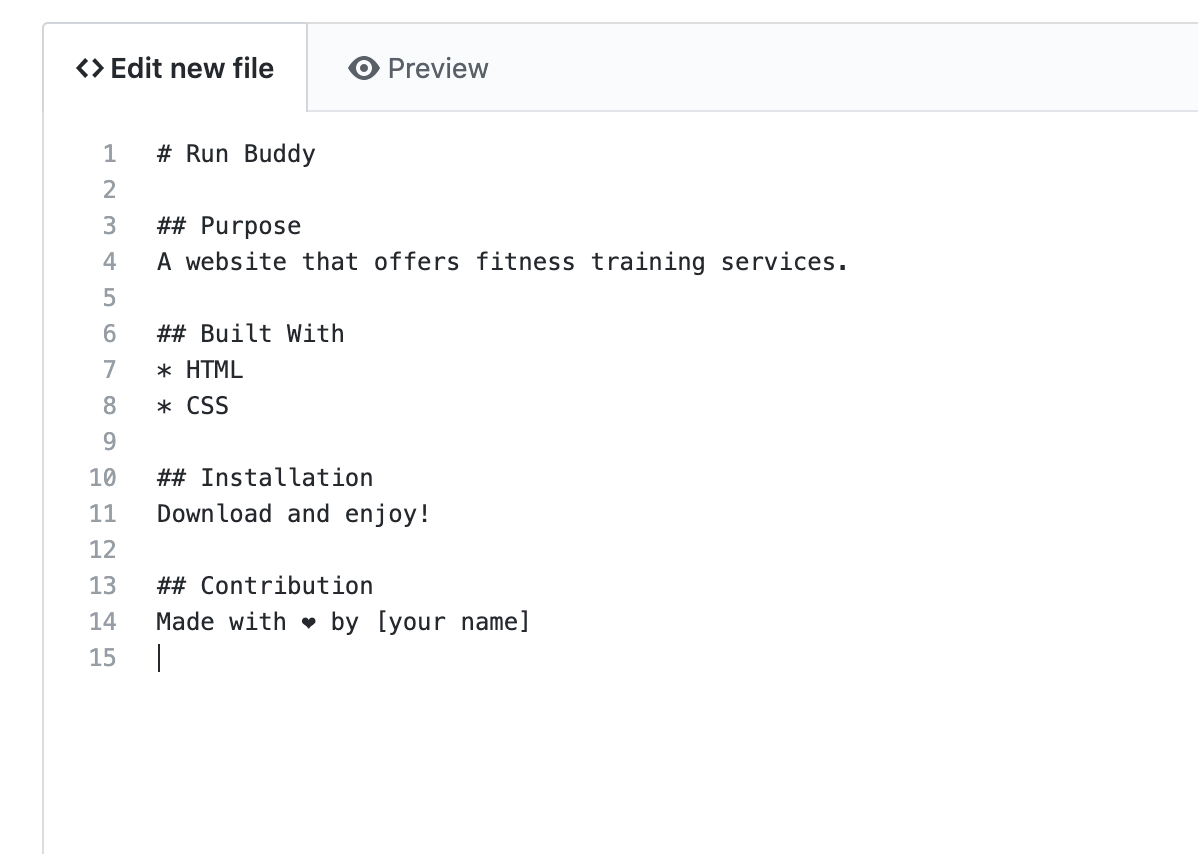 <> Edit new file Preview
1 # Run Buddy
2
3 ## Purpose
4 A website that offers fitness training services.
5
6 ## Built With
7 * HTML
8 * CSS
9
10 ## Installation
11 Download and enjoy!
12
13 ## Contribution
14 Made with ❤ by [your name]
15